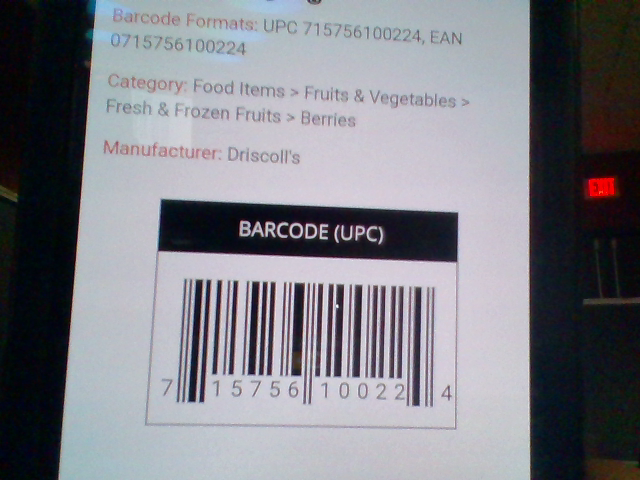 Barcode Formats: UPC 715756100224, EAN
0715756100224
Category: Food Items > Fruits & Vegetables >
Fresh & Frozen Fruits > Berries
Manufacturer: Driscoll's
BARCODE (UPC)
7 15756 10022 4